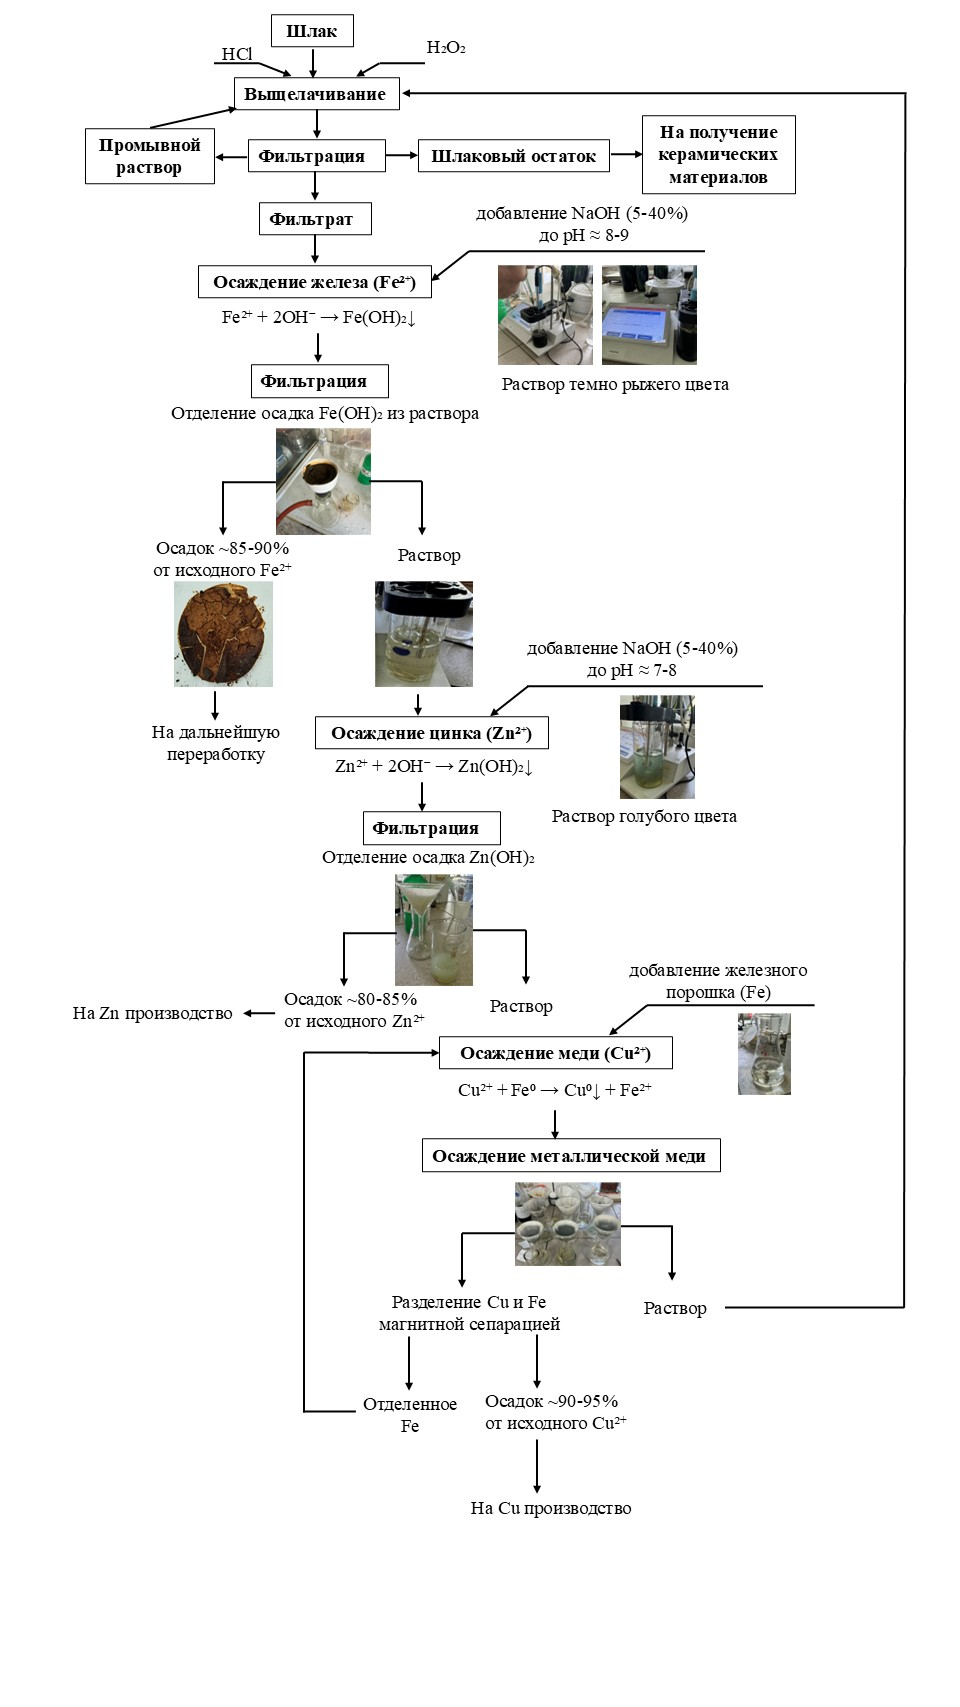 Шлак
HCl
H₂O₂
Выщелачивание
Промывной
раствор
Фильтрация
Шлаковый остаток
На получение
керамических
материалов
Фильтрат
добавление NaOH (5-40%)
до pH ≈ 8-9
Осаждение железа (Fe²⁺)
Fe²⁺ + 2OH⁻ → Fe(OH)₂↓
Фильтрация
Раствор темно рыжего цвета
Отделение осадка Fe(OH)₂ из раствора
Осадок ~85-90%
от исходного Fe²⁺
Раствор
На дальнейшую
переработку
добавление NaOH (5-40%)
до pH ≈ 7-8
Осаждение цинка (Zn²⁺)
Zn²⁺ + 2OH⁻ → Zn(OH)₂↓
Раствор голубого цвета
Фильтрация
Отделение осадка Zn(OH)₂
На Zn производство
Осадок ~80-85%
от исходного Zn²⁺
Раствор
добавление железного
порошка (Fe)
Осаждение меди (Cu²⁺)
Cu²⁺ + Fe⁰ → Cu⁰↓ + Fe²⁺
Осаждение металлической меди
Разделение Cu и Fe
магнитной сепарацией
Раствор
Отделенное
Fe
Осадок ~90-95%
от исходного Cu²⁺
На Cu производство